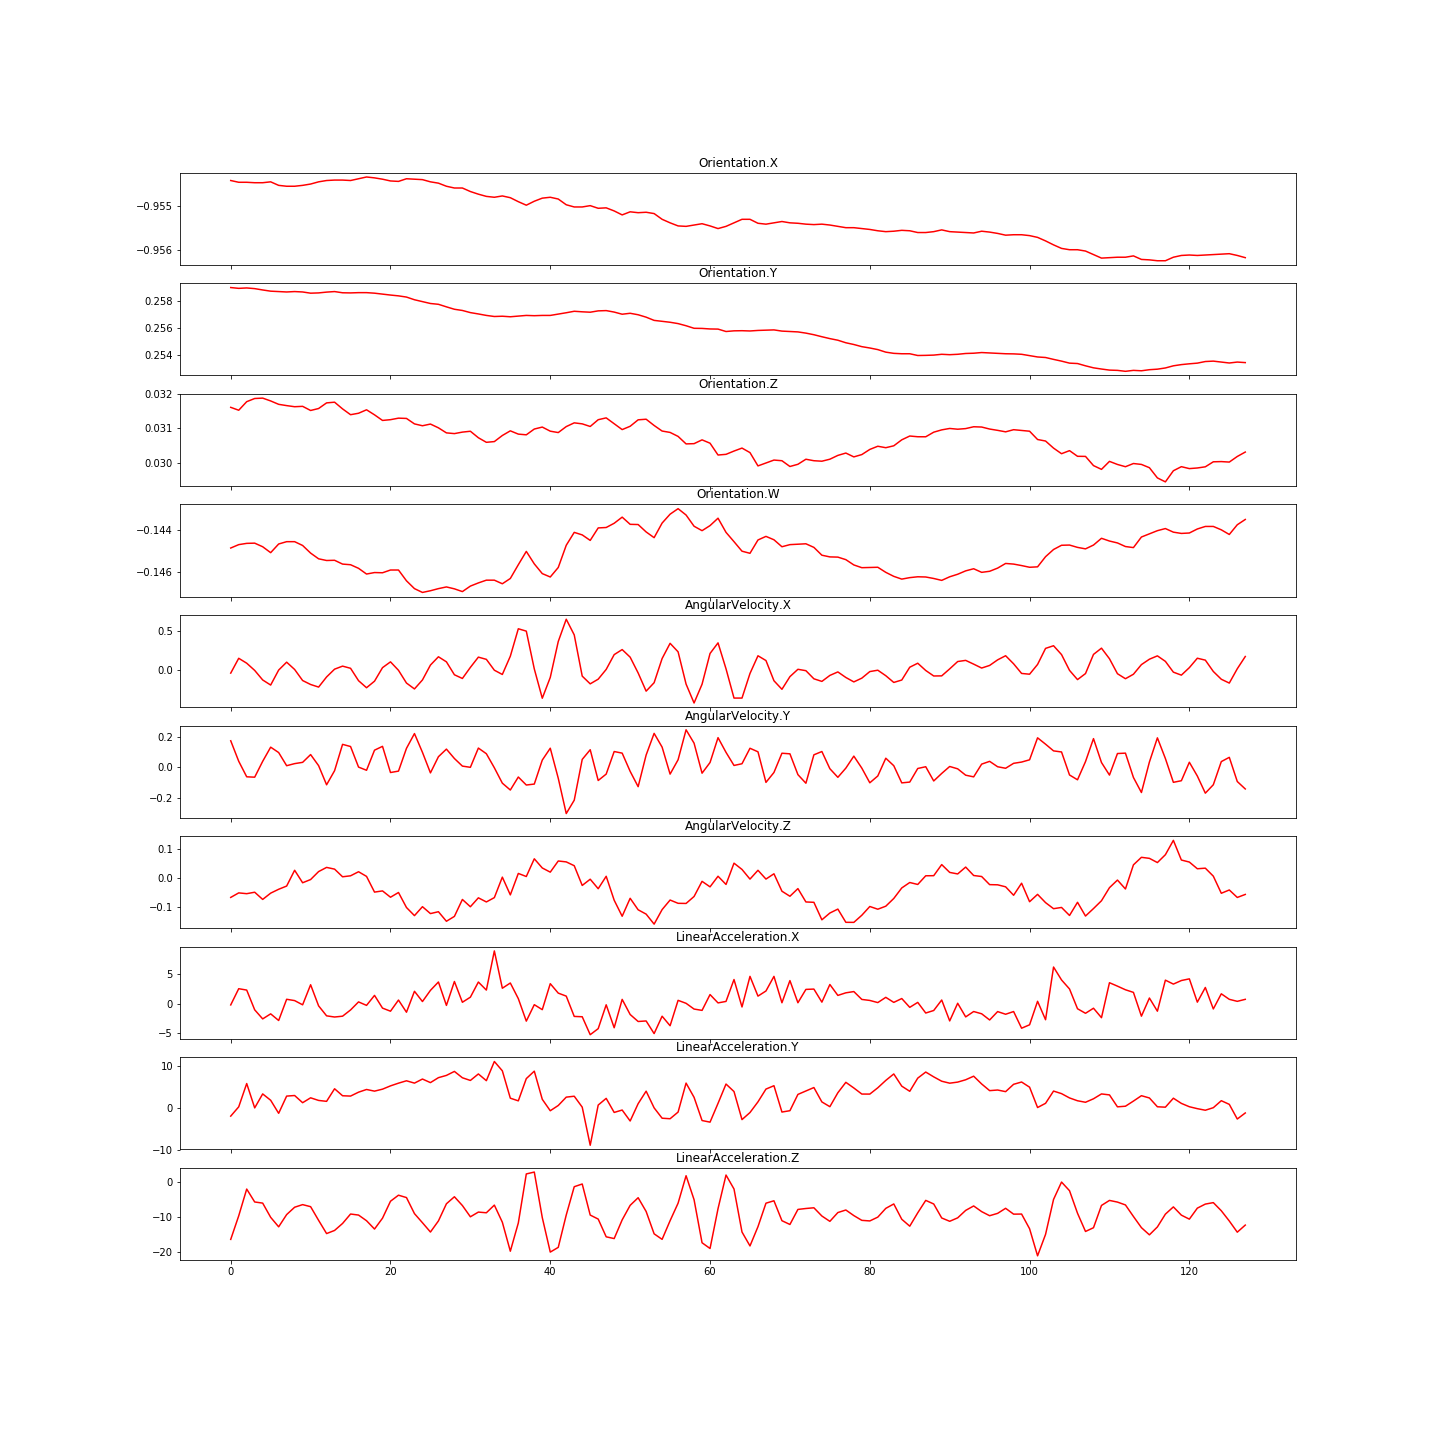 Orientation.X
−0.955
−0.956
Orientation.Y
0.258
0.256
0.254
Orientation.Z
0.032
0.031
0.030
Orientation.W
−0.144
−0.146
AngularVelocity.X
0.5
0.0
AngularVelocity.Y
0.2
0.0
−0.2
AngularVelocity.Z
0.1
0.0
−0.1
LinearAcceleration.X
5
0
−5
LinearAcceleration.Y
10
0
−10
LinearAcceleration.Z
0
−10
−20
0 20 40 60 80 100 120